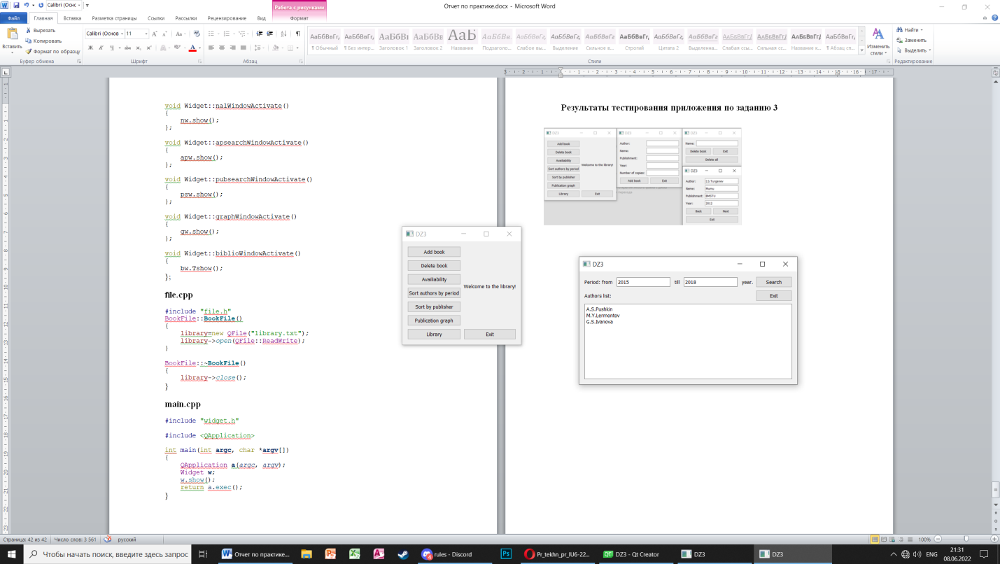 Calibri (Оснс
Отчет по практике.docx - Microsoft Word
Работа с рисунками
Файл
Главная
Вставка
Разметка страницы
Ссылки
Рассылки
Рецензирование
Вид
Формат
Вставить
Вырезать
Копировать
Формат по образцу
Буфер обмена
Calibri (Основ
11
Шрифт
Абзац
АаБбВвГг,
АаБбВвГг,
АаБбВі
АаБбВв
АаБ
АаБбВвІ
АаБбВвГг
АаБбВвГг
АаБбВвГг
АаБбВвГг,
АаБбВвГг
АаБбВвГг
АаБбВвГг
АаБбВвГг,
АаБбВвГг,
АаБбВвГг,
¶ Обычный
¶ Без интер...
Заголовок 1
Заголовок 2
Название
Подзаголо...
Слабое вы...
Выделение
Сильное в...
Строгий
Цитата 2
Выделенна...
Слабая ссы...
Сильная сс...
Название к...
¶ Абзац сп...
Стили
Изменить
стили
Найти
Заменить
Выделить
Редактирование
void Widget::nalWindowActivate()
{
nw.show();
};
void Widget::apsearchWindowActivate()
{
apw.show();
};
void Widget::pubsearchWindowActivate()
{
psw.show();
};
void Widget::graphWindowActivate()
{
gw.show();
};
void Widget::biblioWindowActivate()
{
bw.Tshow();
};
file.cpp
#include "file.h"
BookFile::BookFile()
{
library=new QFile("library.txt");
library->open(QFile::ReadWrite);
}
BookFile::~BookFile()
{
library->close();
}
main.cpp
#include "widget.h"
#include <QApplication>
int main(int argc, char *argv[])
{
QApplication a(argc, argv);
Widget w;
w.show();
return a.exec();
}
Результаты тестирования приложения по заданию 3
DZ3
Add book
Delete book
Availiability
Sort authors by period
Sort by publisher
Publication graph
Library
Welcome to the library!
Exit
DZ3
Author:
Name:
Publishment:
Year:
Number of copies:
Add book
Exit
DZ3
Name:
Delete book
Exit
Delete all
DZ3
Author:
I.S.Turgenev
Name:
Mumu
Publishment:
BMSTU
Year:
2012
Back
Next
Exit
DZ3
Add book
Delete book
Availiability
Sort authors by period
Welcome to the library!
Sort by publisher
Publication graph
Library
Exit
DZ3
Period: from
2015
till
2018
year.
Search
Authors list:
Exit
A.S.Pushkin
M.Y.Lermontov
G.S.Ivanova
Страница: 42 из 42
Число слов: 3 561
русский
100%
Чтобы начать поиск, введите здесь запрос
Отчет по практике...
rules - Discord
Pr_tekhn_pr_IU6-22...
DZ3 - Qt Creator
DZ3
DZ3
ENG
21:31
08.06.2022